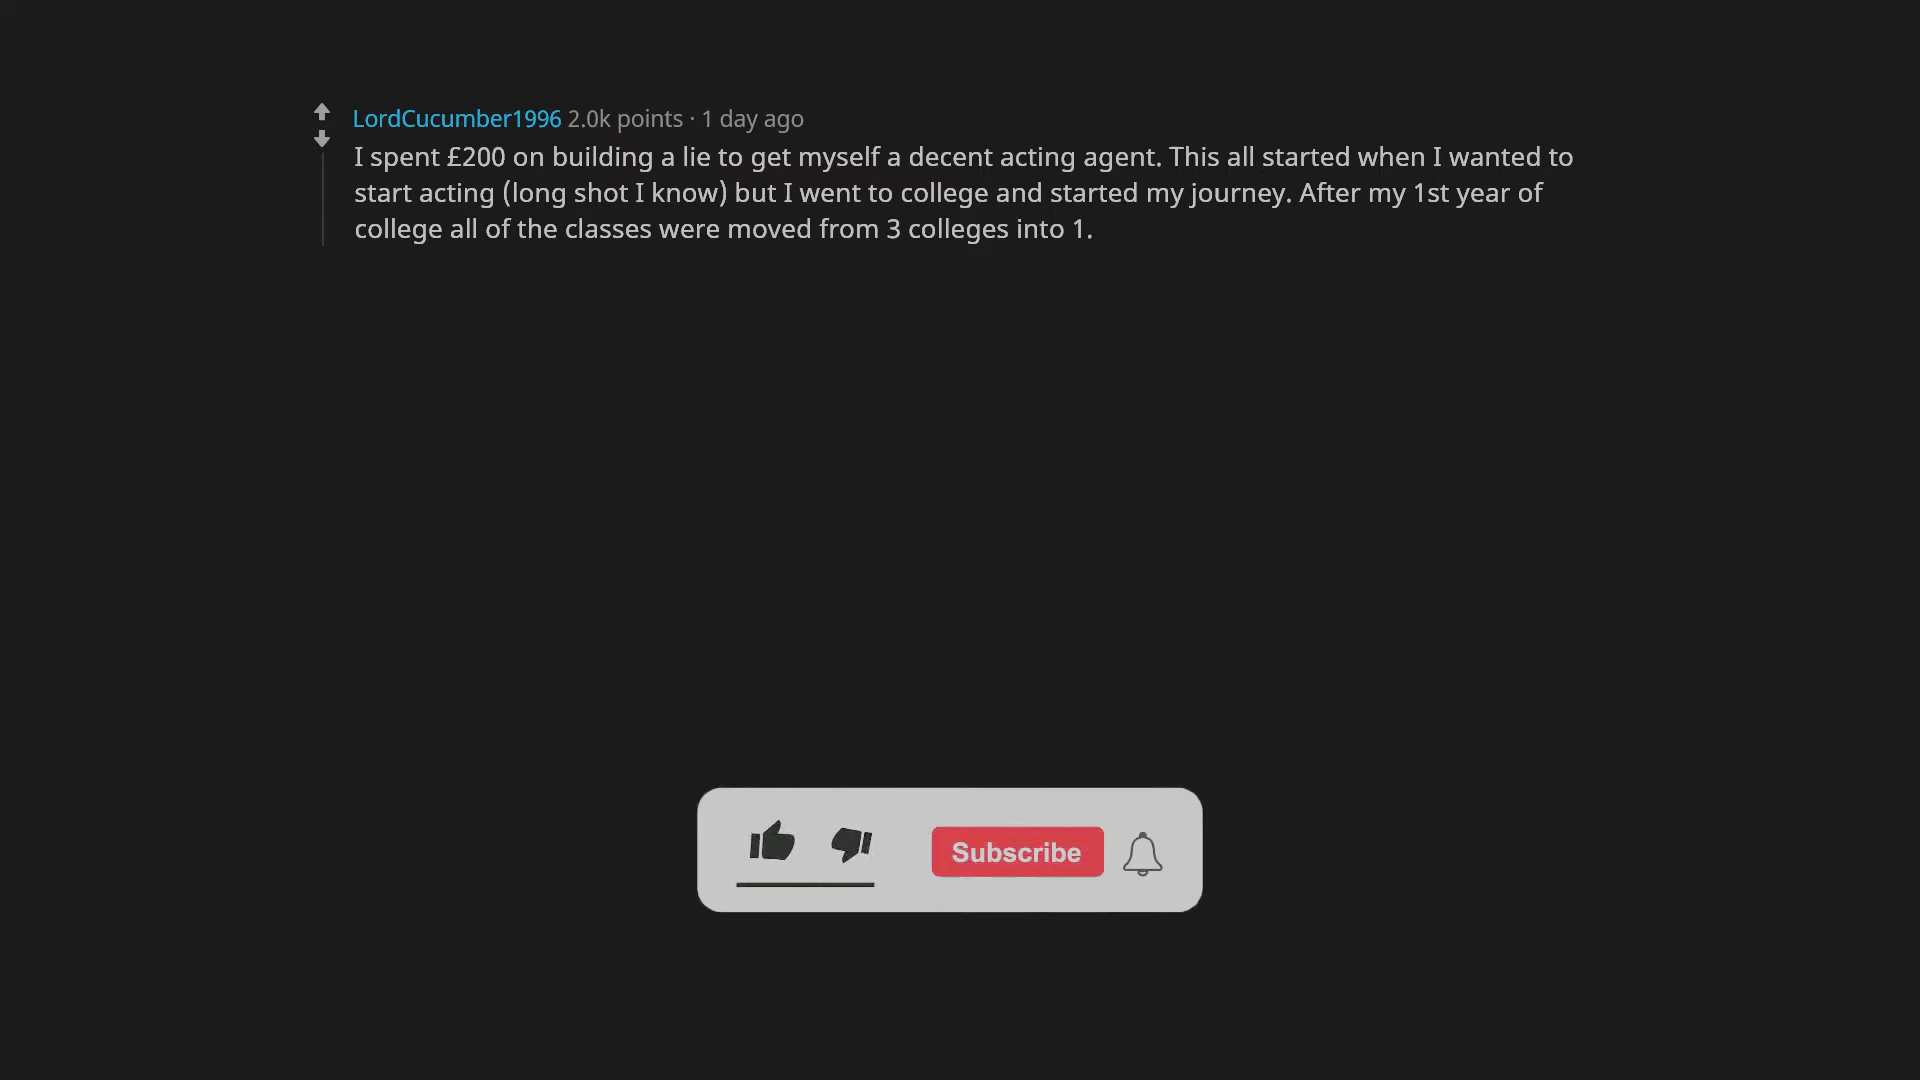 LordCucumber1996 2.0k points · 1 day ago
I spent £200 on building a lie to get myself a decent acting agent. This all started when I wanted to
start acting (long shot I know) but I went to college and started my journey. After my 1st year of
college all of the classes were moved from 3 colleges into 1.
Subscribe